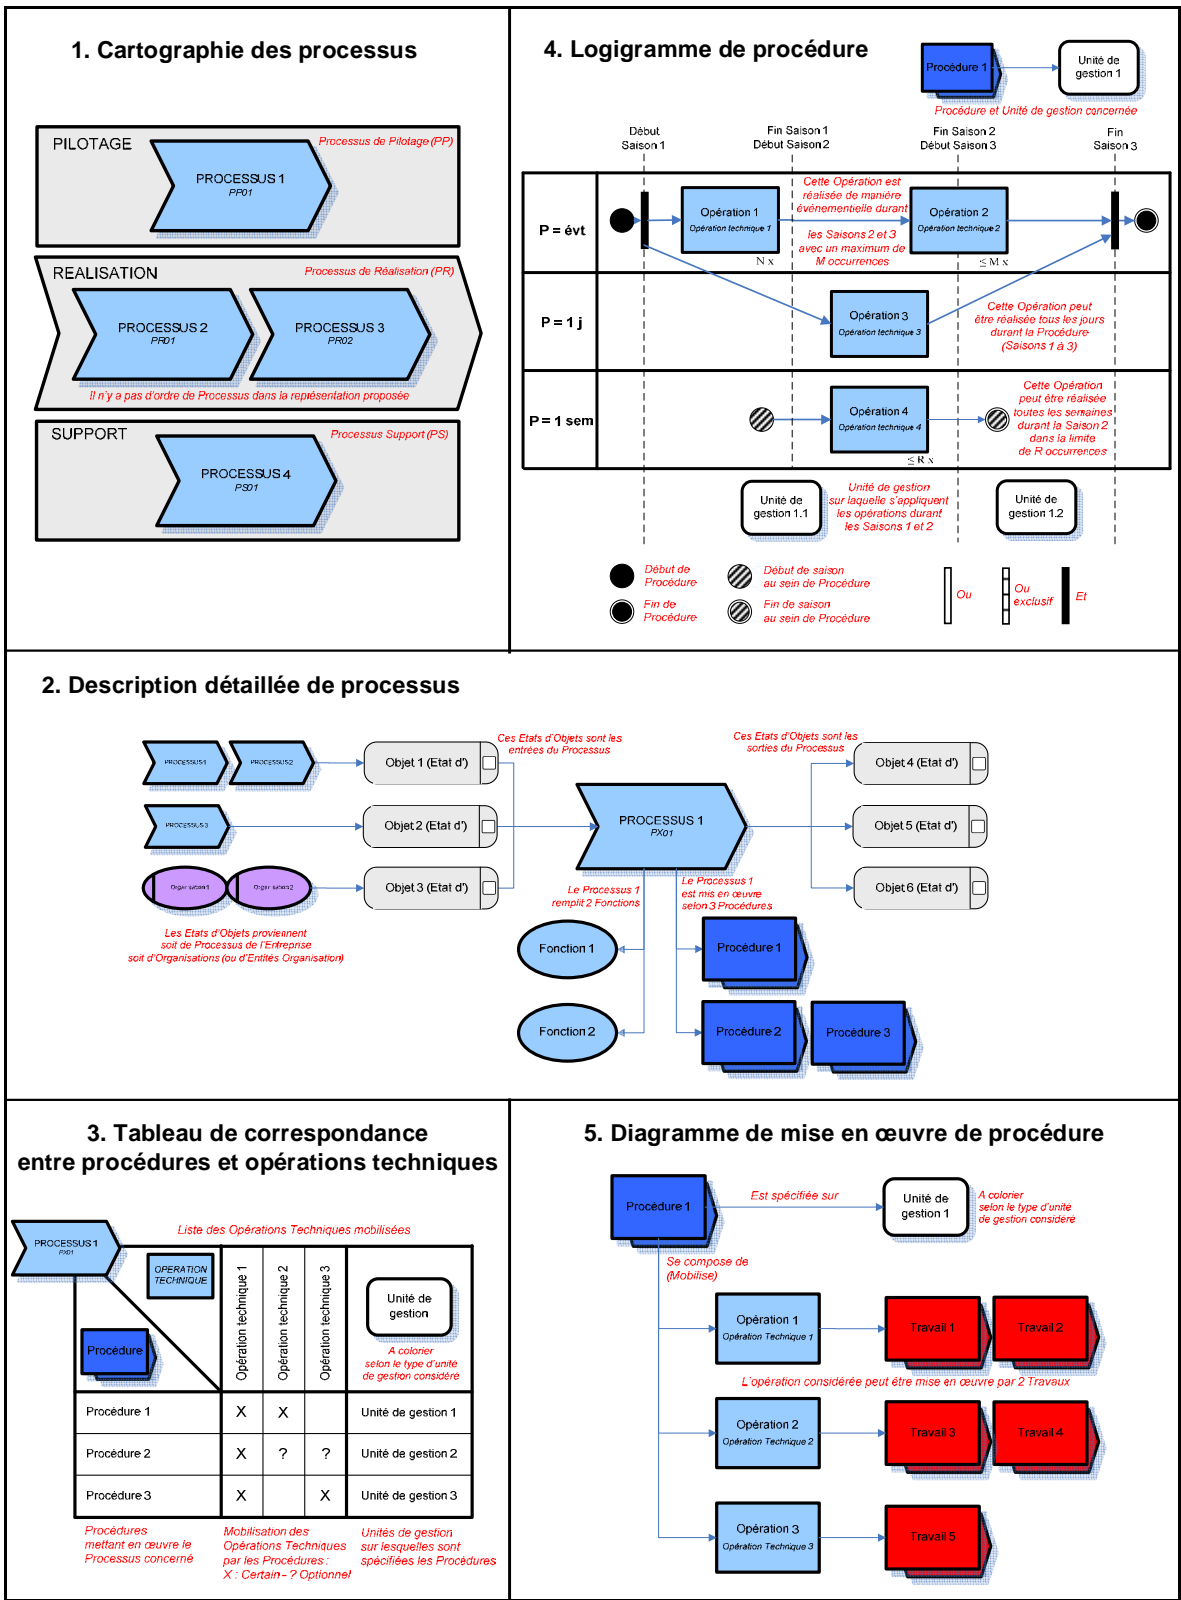 1. Cartographie des processus
PILOTAGE
Processus de Pilotage (PP)
PROCESSUS 1
PP01
REALISATION
Processus de Réalisation (PR)
PROCESSUS 2
PR01
PROCESSUS 3
PR02
Il n'y a pas d'ordre de Processus dans la représentation proposée
SUPPORT
Processus Support (PS)
PROCESSUS 4
PS01
4. Logigramme de procédure
Procédure 1
Unité de
gestion 1
Procédure et Unité de gestion concernée
Début
Saison 1
Fin Saison 1
Début Saison 2
Fin Saison 2
Début Saison 3
Fin
Saison 3
P = évt
Opération 1
Opération technique 1
N x
Cette Opération est
réalisée de manière
évènementielle durant
les Saisons 2 et 3
avec un maximum de
M occurrences
Opération 2
Opération technique 2
≤ M x
P = 1 j
Opération 3
Opération technique 3
Cette Opération peut
être réalisée tous les jours
durant la Procédure
(Saisons 1 à 3)
P = 1 sem
Opération 4
Opération technique 4
≤ R x
Cette Opération
peut être réalisée
toutes les semaines
durant la Saison 2
dans la limite
de R occurrences
Unité de
gestion 1.1
Unité de gestion
sur laquelle s'appliquent
les opérations durant
les Saisons 1 et 2
Unité de
gestion 1.2
Début de
Procédure
Début de saison
au sein de Procédure
Fin de
Procédure
Fin de saison
au sein de Procédure
Ou
Ou
exclusif
Et
2. Description détaillée de processus
PROCESSUS 1
PROCESSUS 2
Objet 1 (Etat d')
Ces Etats d'Objets sont les
entrées du Processus
PROCESSUS 3
Objet 2 (Etat d')
Organisation 1
Organisation 2
Objet 3 (Etat d')
Les Etats d'Objets proviennent
soit de Processus de l'Entreprise
soit d'Organisations (ou d'Entités Organisation)
PROCESSUS 1
PX01
Ces Etats d'Objets sont les
sorties du Processus
Objet 4 (Etat d')
Objet 5 (Etat d')
Objet 6 (Etat d')
Le Processus 1
remplit 2 Fonctions
Le Processus 1
est mis en œuvre
selon 3 Procédures
Fonction 1
Fonction 2
Procédure 1
Procédure 2
Procédure 3
3. Tableau de correspondance
entre procédures et opérations techniques
PROCESSUS 1
PX01
Liste des Opérations Techniques mobilisées
OPERATION
TECHNIQUE
Procédure
Opération technique 1
Opération technique 2
Opération technique 3
Unité de
gestion
A colorier
selon le type d'unité
de gestion considéré
Procédure 1 X X Unité de gestion 1
Procédure 2 X ? ? Unité de gestion 2
Procédure 3 X X Unité de gestion 3
Procédures
mettant en œuvre le
Processus concerné
Mobilisation des
Opérations Techniques
par les Procédures :
X : Certain - ? Optionnel
Unités de gestion
sur lesquelles sont
spécifiées les Procédures
5. Diagramme de mise en œuvre de procédure
Procédure 1
Est spécifiée sur
Unité de
gestion 1
A colorier
selon le type d'unité
de gestion considéré
Se compose de
(Mobilise)
Opération 1
Opération Technique 1
Travail 1
Travail 2
L'opération considérée peut être mise en œuvre par 2 Travaux
Opération 2
Opération Technique 2
Travail 3
Travail 4
Opération 3
Opération Technique 3
Travail 5